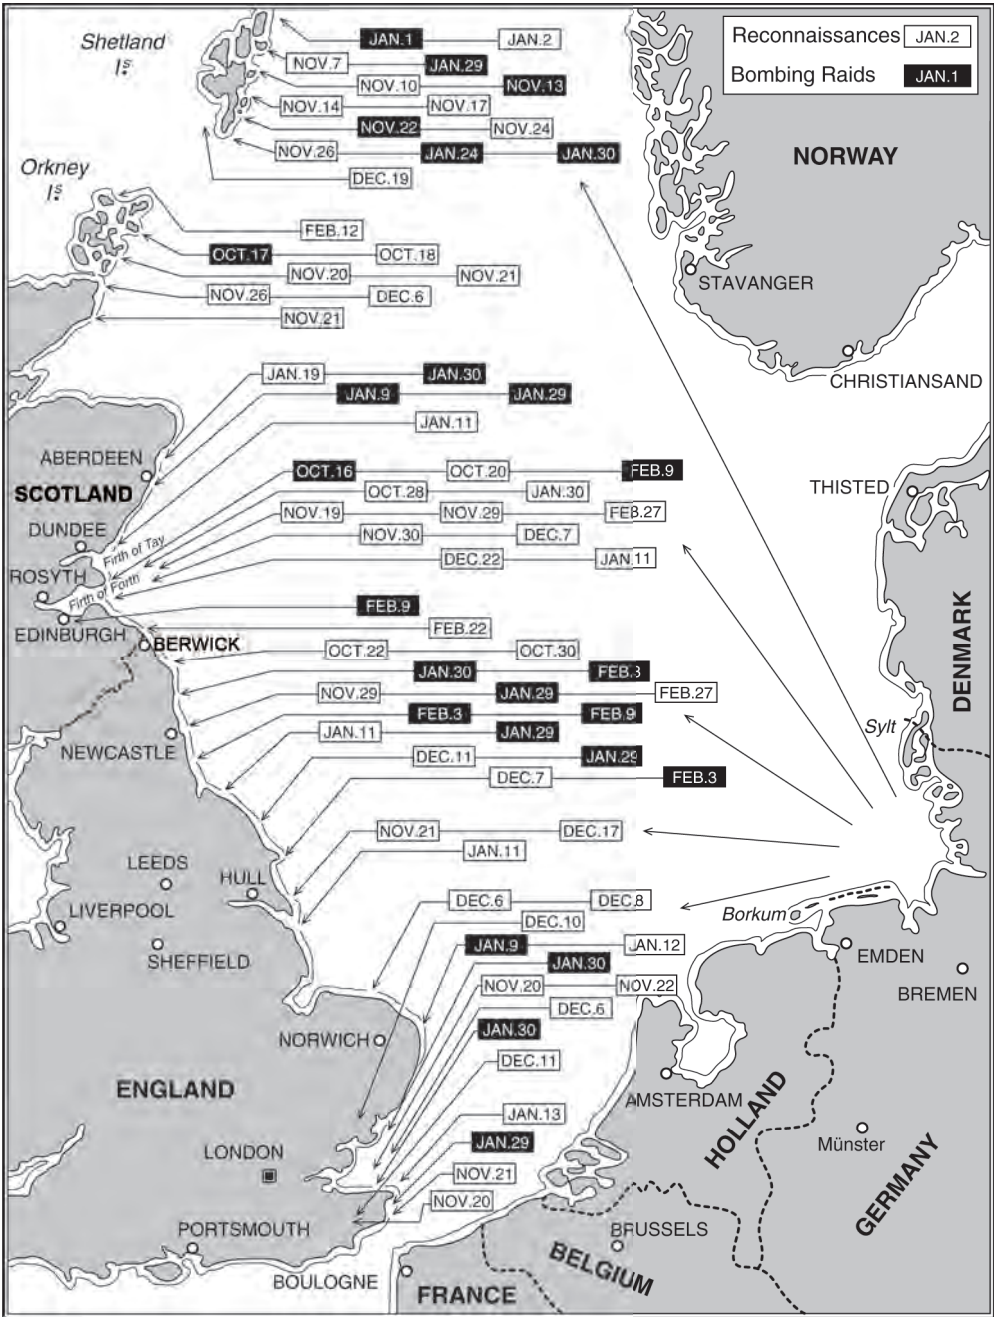 Reconnaissances JAN.2
Bombing Raids JAN.1
Shetland
Is.
JAN.1 JAN.2
NOV.7 JAN.29
NOV.10 NOV.13
NOV.14 NOV.17
NOV.22 NOV.24
NOV.26 JAN.24 JAN.30
DEC.19
NORWAY
Orkney
Is.
FEB.12
OCT.17 OCT.18
NOV.20 NOV.21
NOV.26 DEC.6
NOV.21
STAVANGER
CHRISTIANSAND
JAN.19 JAN.30
JAN.9 JAN.29
JAN.11
ABERDEEN
OCT.16 OCT.20 FEB.9
SCOTLAND
OCT.28 JAN.30
THISTED
NOV.19 NOV.29 FEB.27
DUNDEE
NOV.30 DEC.7
Firth of Tay
DEC.22 JAN.11
ROSYTH
Firth of Forth
FEB.9
EDINBURGH
FEB.22
BERWICK
OCT.22 OCT.30
DENMARK
JAN.30 FEB.3
NOV.29 JAN.29 FEB.27
FEB.3 FEB.9
Sylt
JAN.11 JAN.29
NEWCASTLE
DEC.11 JAN.29
DEC.7 FEB.3
NOV.21 DEC.17
JAN.11
LEEDS
HULL
DEC.6 DEC.8
LIVERPOOL
DEC.10
Borkum
JAN.9 JAN.12
EMDEN
SHEFFIELD
JAN.30
BREMEN
NOV.20 NOV.22
DEC.6
NORWICH
JAN.30
DEC.11
ENGLAND
AMSTERDAM
JAN.13
HOLLAND
JAN.29
Münster
LONDON
NOV.21
GERMANY
NOV.20
PORTSMOUTH
BRUSSELS
BELGIUM
BOULOGNE
FRANCE